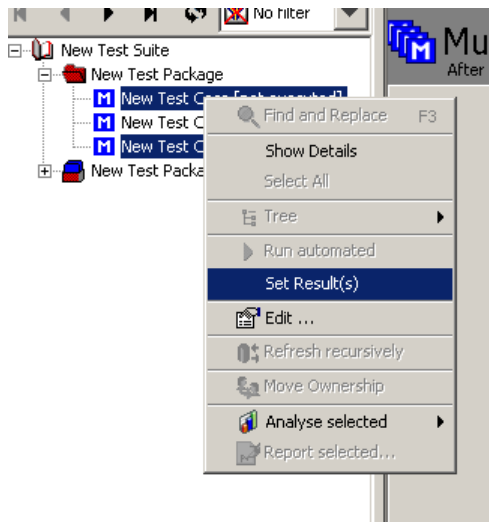 No filter
Mu
After
New Test Suite
New Test Package
New Test Case [not executed]
New Test C
New Test C
New Test Packa
Find and Replace F3
Show Details
Select All
Tree
Run automated
Set Result(s)
Edit ...
Refresh recursively
Move Ownership
Analyse selected
Report selected...